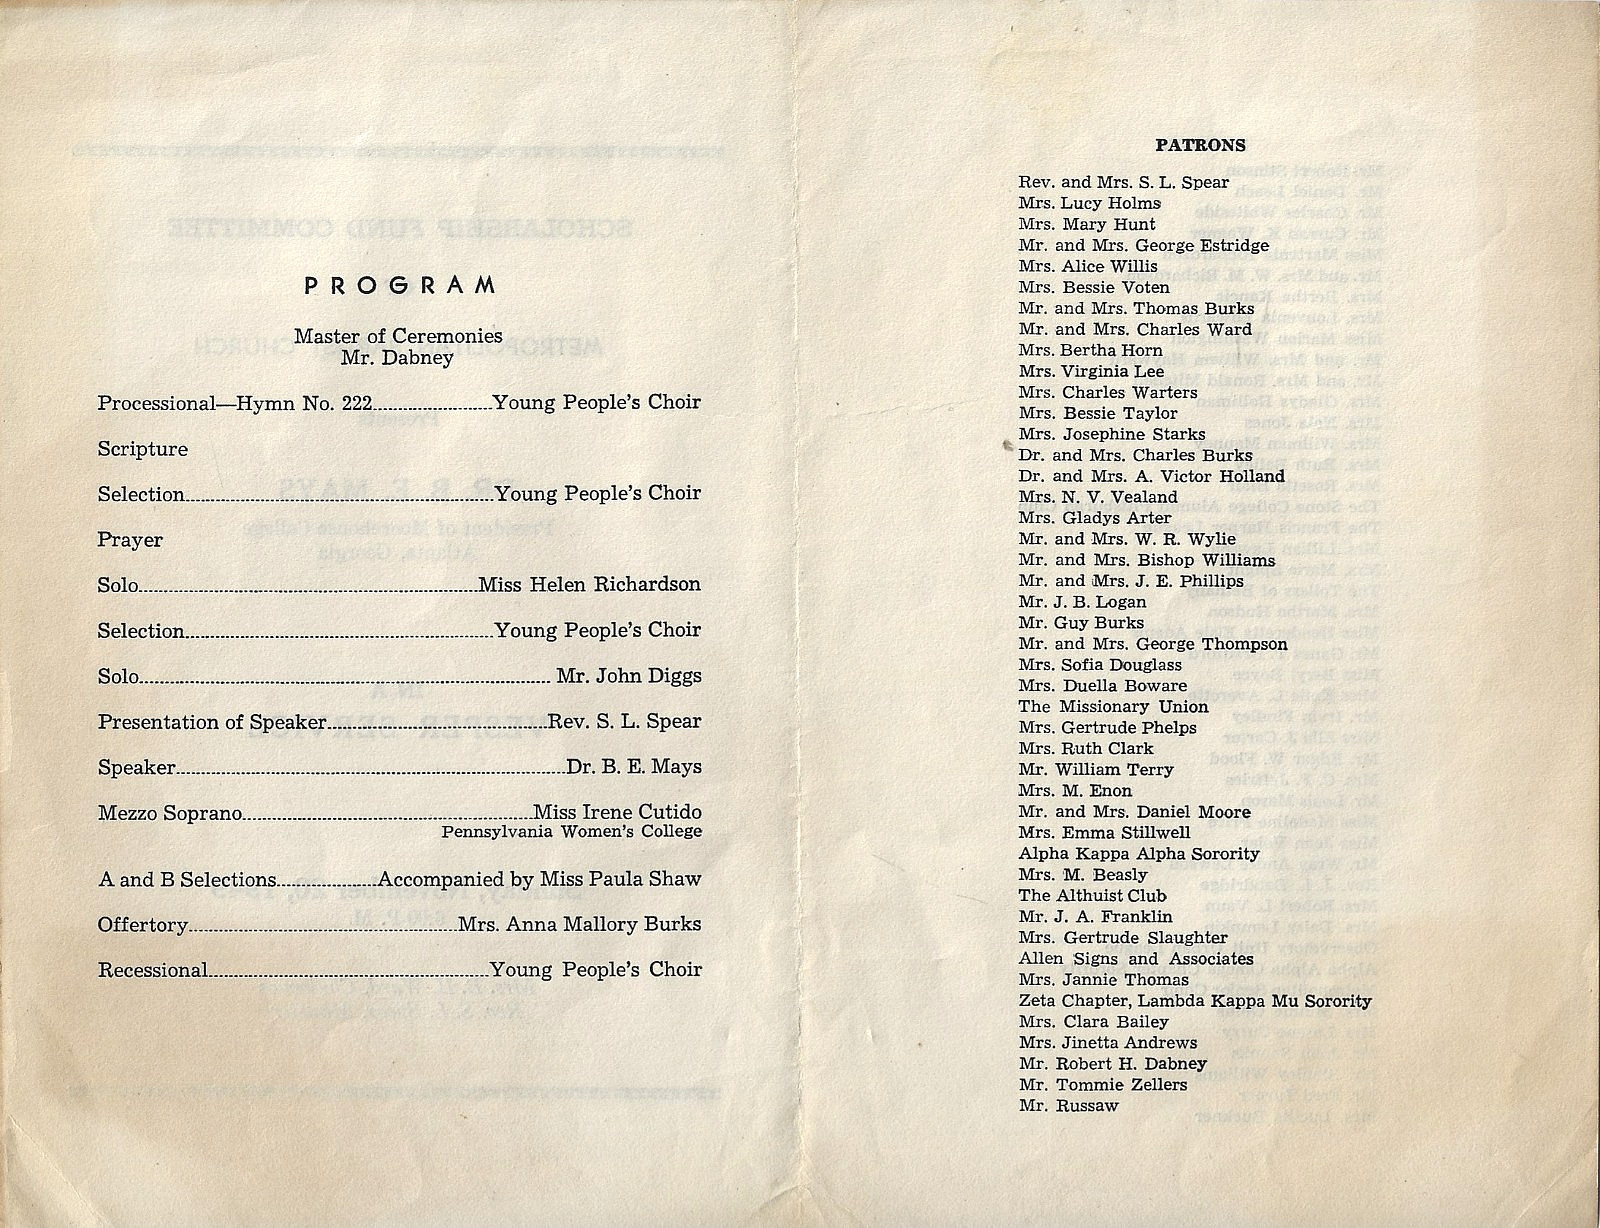 PROGRAM
Master of Ceremonies
Mr. Dabney
Processional—Hymn No. 222........................Young People's Choir
Scripture
Selection..............................................................Young People's Choir
Prayer
Solo....................................................................Miss Helen Richardson
Selection..............................................................Young People's Choir
Solo.................................................................................. Mr. John Diggs
Presentation of Speaker............................................Rev. S. L. Spear
Speaker..............................................................................Dr. B. E. Mays
Mezzo Soprano..........................................................Miss Irene Cutido
Pennsylvania Women's College
A and B Selections....................Accompanied by Miss Paula Shaw
Offertory......................................................Mrs. Anna Mallory Burks
Recessional........................................................Young People's Choir
PATRONS
Rev. and Mrs. S. L. Spear
Mrs. Lucy Holms
Mrs. Mary Hunt
Mr. and Mrs. George Estridge
Mrs. Alice Willis
Mrs. Bessie Voten
Mr. and Mrs. Thomas Burks
Mr. and Mrs. Charles Ward
Mrs. Bertha Horn
Mrs. Virginia Lee
Mrs. Charles Warters
Mrs. Bessie Taylor
Mrs. Josephine Starks
Dr. and Mrs. Charles Burks
Dr. and Mrs. A. Victor Holland
Mrs. N. V. Vealand
Mrs. Gladys Arter
Mr. and Mrs. W. R. Wylie
Mr. and Mrs. Bishop Williams
Mr. and Mrs. J. E. Phillips
Mr. J. B. Logan
Mr. Guy Burks
Mr. and Mrs. George Thompson
Mrs. Sofia Douglass
Mrs. Duella Boware
The Missionary Union
Mrs. Gertrude Phelps
Mrs. Ruth Clark
Mr. William Terry
Mrs. M. Enon
Mr. and Mrs. Daniel Moore
Mrs. Emma Stillwell
Alpha Kappa Alpha Sorority
Mrs. M. Beasly
The Althuist Club
Mr. J. A. Franklin
Mrs. Gertrude Slaughter
Allen Signs and Associates
Mrs. Jannie Thomas
Zeta Chapter, Lambda Kappa Mu Sorority
Mrs. Clara Bailey
Mrs. Jinetta Andrews
Mr. Robert H. Dabney
Mr. Tommie Zellers
Mr. Russaw